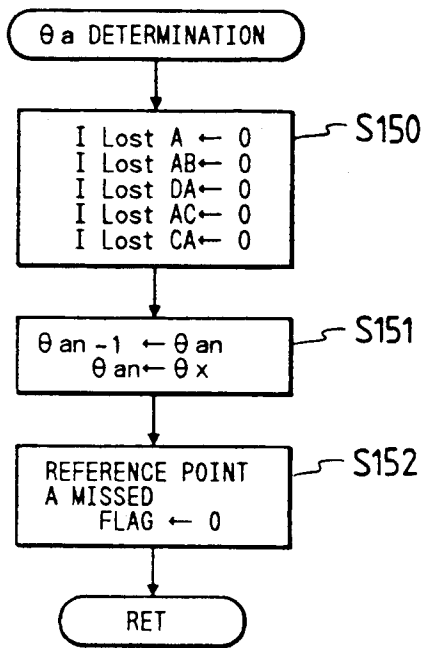 θa DETERMINATION
I Lost A ← 0
I Lost AB← 0
I Lost DA← 0
I Lost AC← 0
I Lost CA← 0
S150
θan-1 ← θan
θan← θx
S151
REFERENCE POINT
A MISSED
FLAG ← 0
S152
RET